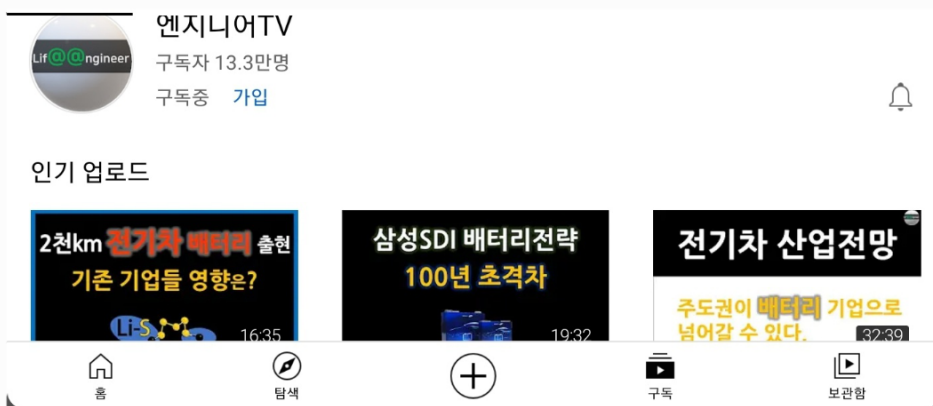 엔지니어TV
Lif@@ngineer
구독자 13.3만명
구독중 가입
인기 업로드
2천km 전기차 배터리 출현
기존 기업들 영향은?
Li-S
16:35
삼성SDI 배터리전략
100년 초격차
19:32
전기차 산업전망
주도권이 배터리 기업으로
넘어갈 수 있다.
32:39
홈
탐색
구독
보관함